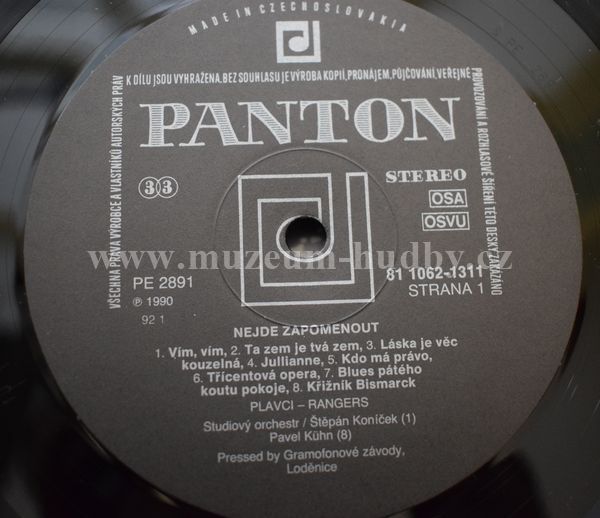 MADE IN CZECHOSLOVAKIA
K DÍLU JSOU VYHRAŽENA. BEZ SOUHLASU JE VÝROBA KOPIÍ, PRONÁJEM, PŮJČOVÁNÍ, VEŘEJNÉ
PROVOZOVÁNÍ A ROZHLASOVÉ ŠÍŘENÍ TÉTO DESKY ZAKÁZÁNO
VŠECHNA PRÁVA VÝROBCE A VLASTNÍKŮ AUTORSKÝCH PRÁV
PANTON
33
STEREO
OSA
OSVU
www.muzeum-hudby.cz
PE 2891
81 1062-1311
℗ 1990
STRANA 1
92 1
NEJDE ZAPOMENOUT
1. Vím, vím, 2. Ta zem je tvá zem, 3. Láska je věc
kouzelná, 4. Jullianne, 5. Kdo má právo,
6. Třícentová opera, 7. Blues pátého
koutu pokoje, 8. Křižník Bismarck
PLAVCI – RANGERS
Studiový orchestr / Štěpán Koníček (1)
Pavel Kühn (8)
Pressed by Gramofonové závody,
Loděnice